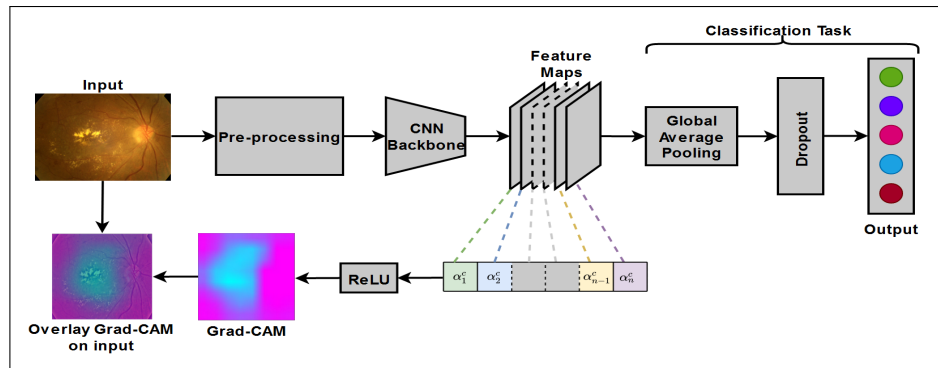 Classification Task
Feature
Maps
Input
Pre-processing
CNN
Backbone
Global
Average
Pooling
Dropout
Output
α₁ᶜ α₂ᶜ αₙ₋₁ᶜ αₙᶜ
ReLU
Grad-CAM
Overlay Grad-CAM
on input